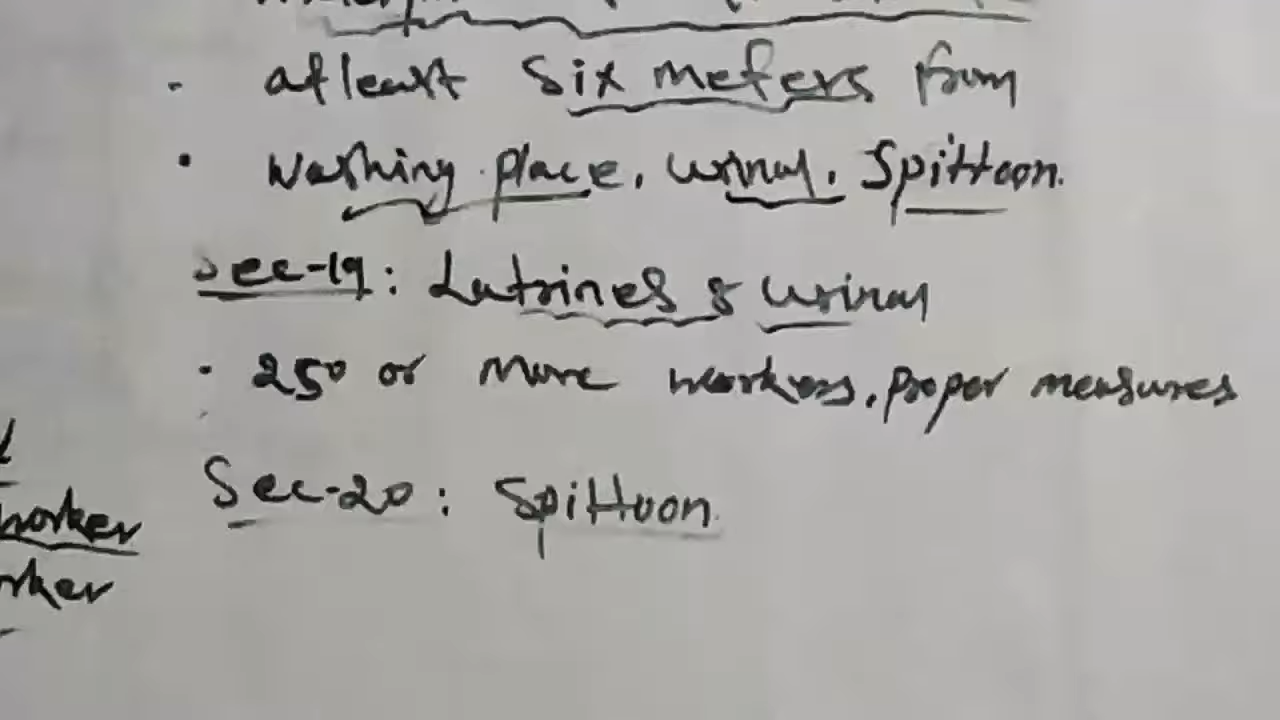 . atleast Six meters from
. washing place, urinal, Spittoon.
Sec-19: Latrines & Urinal
. 250 or more workers, proper measures
worker
Sec-20: Spittoon